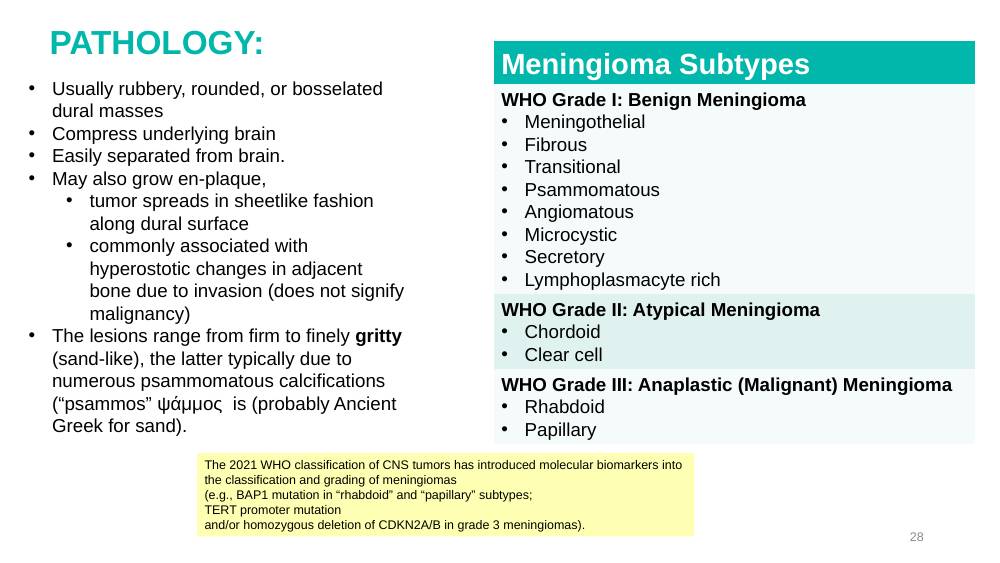 PATHOLOGY:
• Usually rubbery, rounded, or bosselated
dural masses
• Compress underlying brain
• Easily separated from brain.
• May also grow en-plaque,
• tumor spreads in sheetlike fashion
along dural surface
• commonly associated with
hyperostotic changes in adjacent
bone due to invasion (does not signify
malignancy)
• The lesions range from firm to finely gritty
(sand-like), the latter typically due to
numerous psammomatous calcifications
(“psammos” ψάμμος is (probably Ancient
Greek for sand).
Meningioma Subtypes
WHO Grade I: Benign Meningioma
• Meningothelial
• Fibrous
• Transitional
• Psammomatous
• Angiomatous
• Microcystic
• Secretory
• Lymphoplasmacyte rich
WHO Grade II: Atypical Meningioma
• Chordoid
• Clear cell
WHO Grade III: Anaplastic (Malignant) Meningioma
• Rhabdoid
• Papillary
The 2021 WHO classification of CNS tumors has introduced molecular biomarkers into
the classification and grading of meningiomas
(e.g., BAP1 mutation in “rhabdoid” and “papillary” subtypes;
TERT promoter mutation
and/or homozygous deletion of CDKN2A/B in grade 3 meningiomas).
28